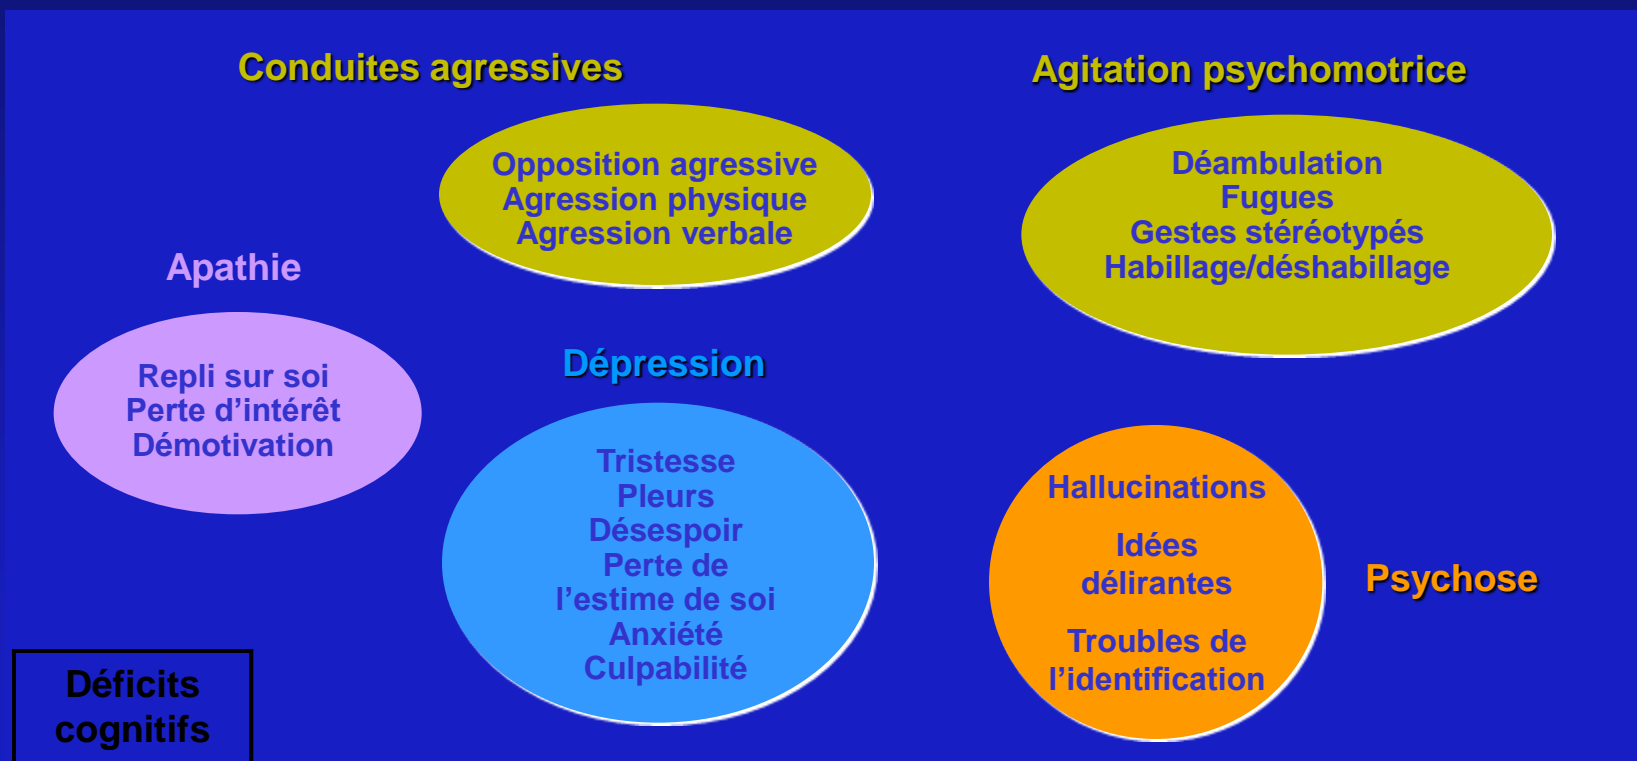 Conduites agressives
Agitation psychomotrice
Opposition agressive
Agression physique
Agression verbale
Déambulation
Fugues
Gestes stéréotypés
Habillage/déshabillage
Apathie
Repli sur soi
Perte d’intérêt
Démotivation
Dépression
Tristesse
Pleurs
Désespoir
Perte de
l’estime de soi
Anxiété
Culpabilité
Hallucinations
Idées
délirantes
Troubles de
l’identification
Psychose
Déficits
cognitifs